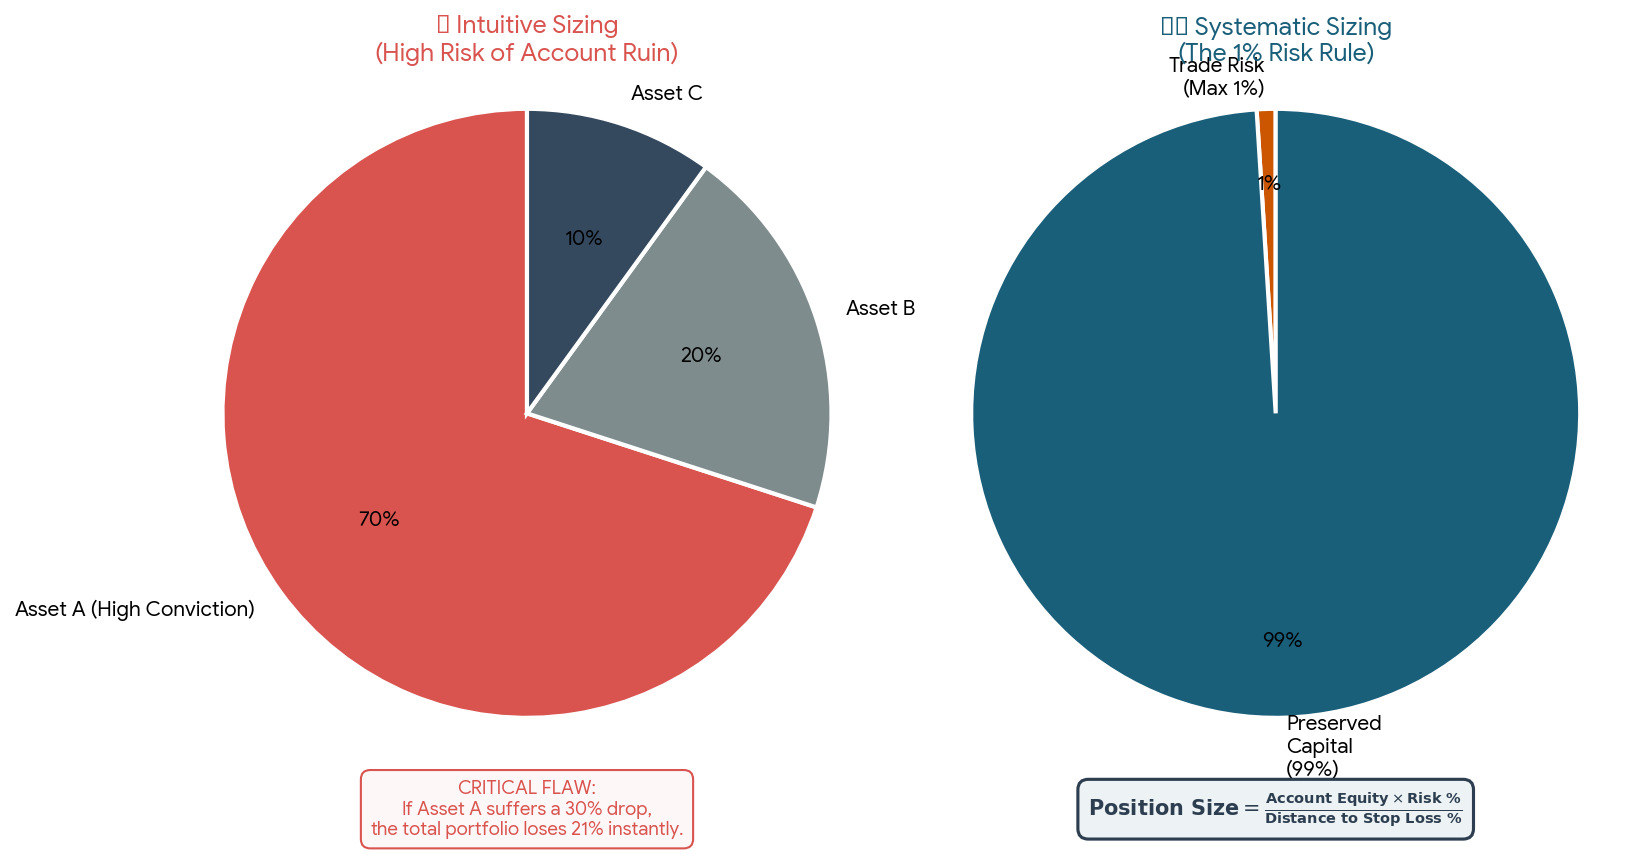 ▯ Intuitive Sizing
(High Risk of Account Ruin)
Asset C
10%
Asset B
20%
70%
Asset A (High Conviction)
CRITICAL FLAW:
If Asset A suffers a 30% drop,
the total portfolio loses 21% instantly.
▯▯ Systematic Sizing
(The 1% Risk Rule)
Trade Risk
(Max 1%)
1%
99%
Preserved
Capital
(99%)
Position Size = Account Equity × Risk % / Distance to Stop Loss %